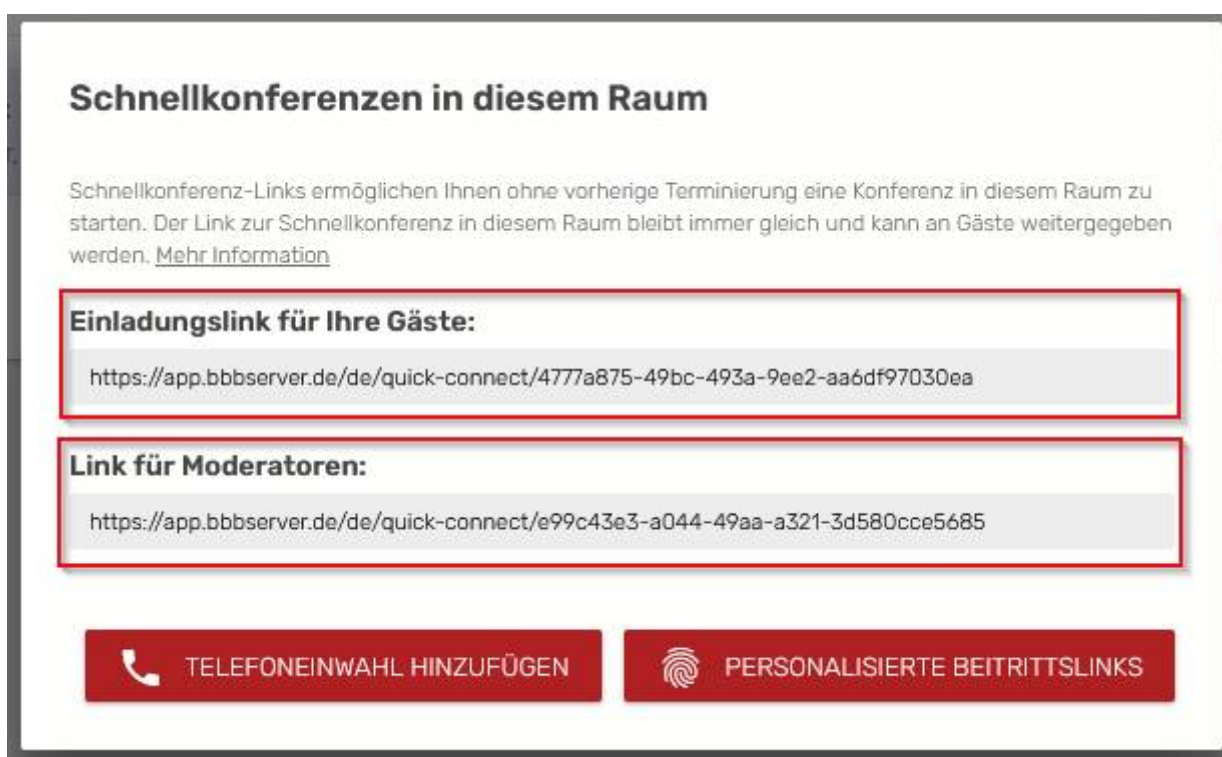 Schnellkonferenzen in diesem Raum
Schnellkonferenz-Links ermöglichen Ihnen ohne vorherige Terminierung eine Konferenz in diesem Raum zu
starten. Der Link zur Schnellkonferenz in diesem Raum bleibt immer gleich und kann an Gäste weitergegeben
werden. Mehr Information
Einladungslink für Ihre Gäste:
https://app.bbbserver.de/de/quick-connect/4777a875-49bc-493a-9ee2-aa6df97030ea
Link für Moderatoren:
https://app.bbbserver.de/de/quick-connect/e99c43e3-a044-49aa-a321-3d580cce5685
TELEFONEINWAHL HINZUFÜGEN
PERSONALISIERTE BEITRITTSLINKS